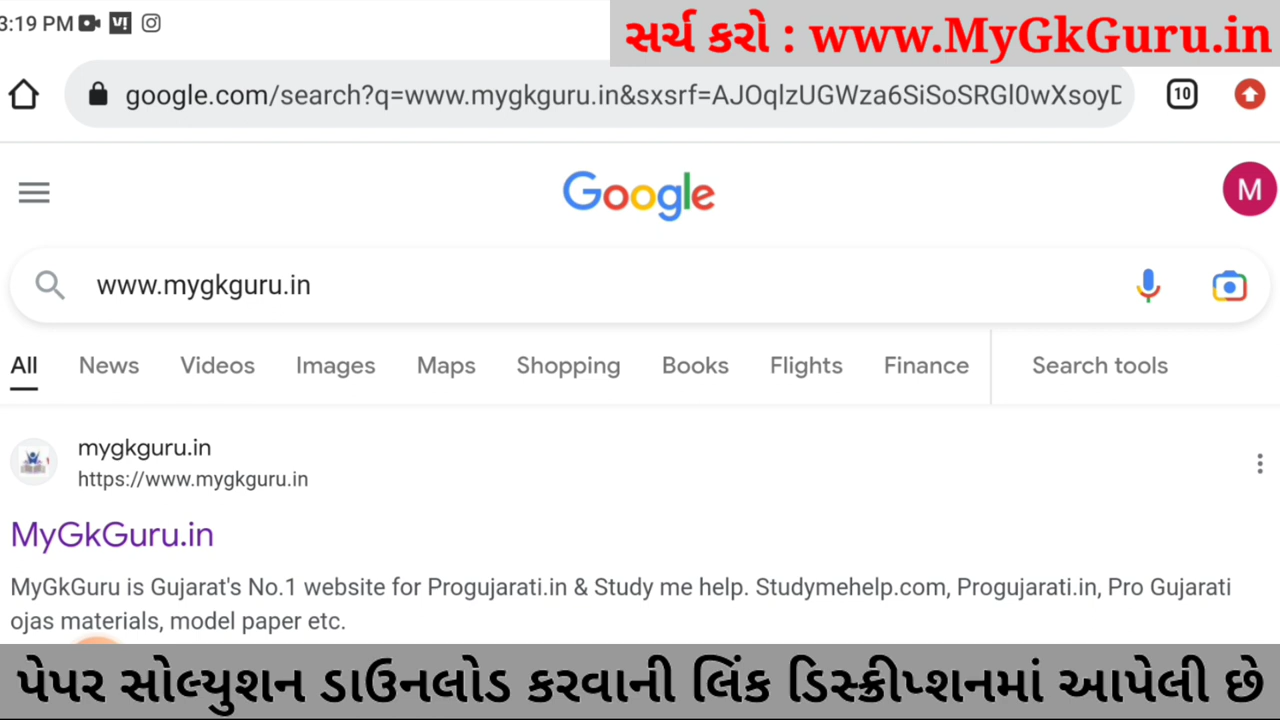 3:19 PM
સર્ચ કરો : www.MyGkGuru.in
google.com/search?q=www.mygkguru.in&sxsrf=AJOqlzUGWza6SiSoSRGl0wXsoyD
10
Google
M
www.mygkguru.in
All News Videos Images Maps Shopping Books Flights Finance Search tools
mygkguru.in
https://www.mygkguru.in
MyGkGuru.in
MyGkGuru is Gujarat's No.1 website for Progujarati.in & Study me help. Studymehelp.com, Progujarati.in, Pro Gujarati
ojas materials, model paper etc.
પેપર સોલ્યુશન ડાઉનલોડ કરવાની લિંક ડિસ્ક્રીપ્શનમાં આપેલી છે